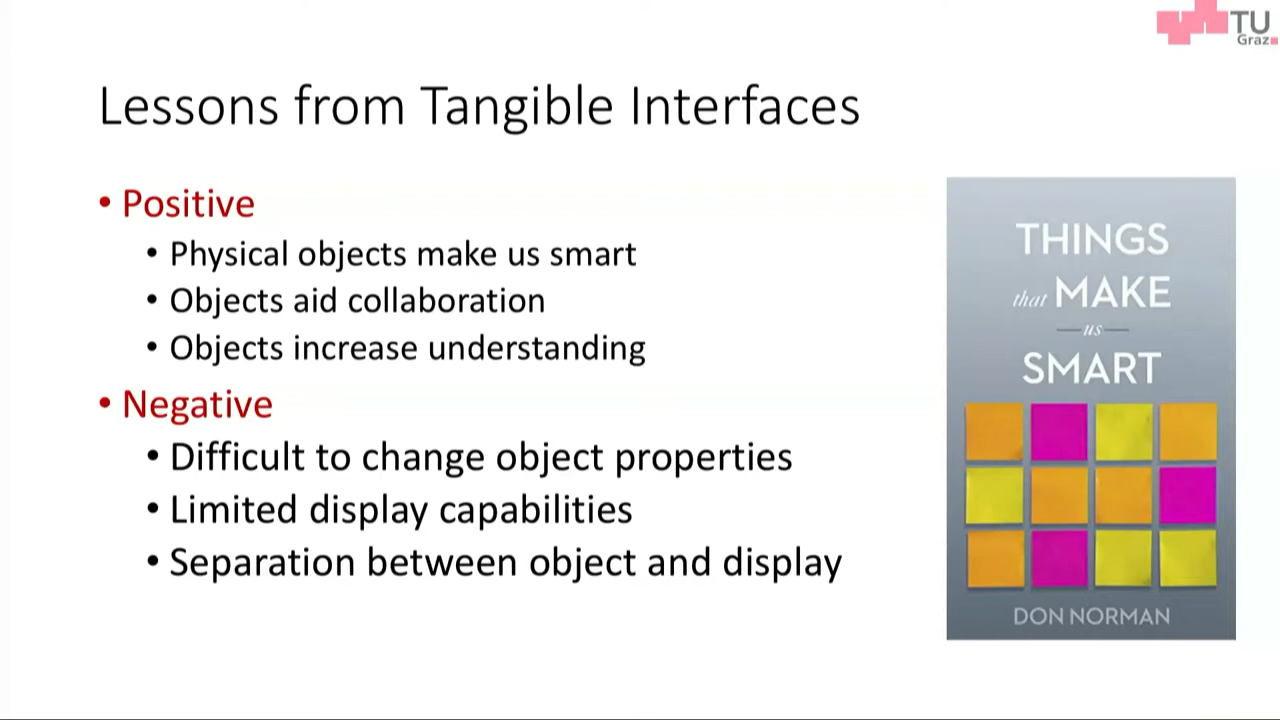 TU
Graz
Lessons from Tangible Interfaces
• Positive
• Physical objects make us smart
• Objects aid collaboration
• Objects increase understanding
• Negative
• Difficult to change object properties
• Limited display capabilities
• Separation between object and display
THINGS
that MAKE
us
SMART
DON NORMAN